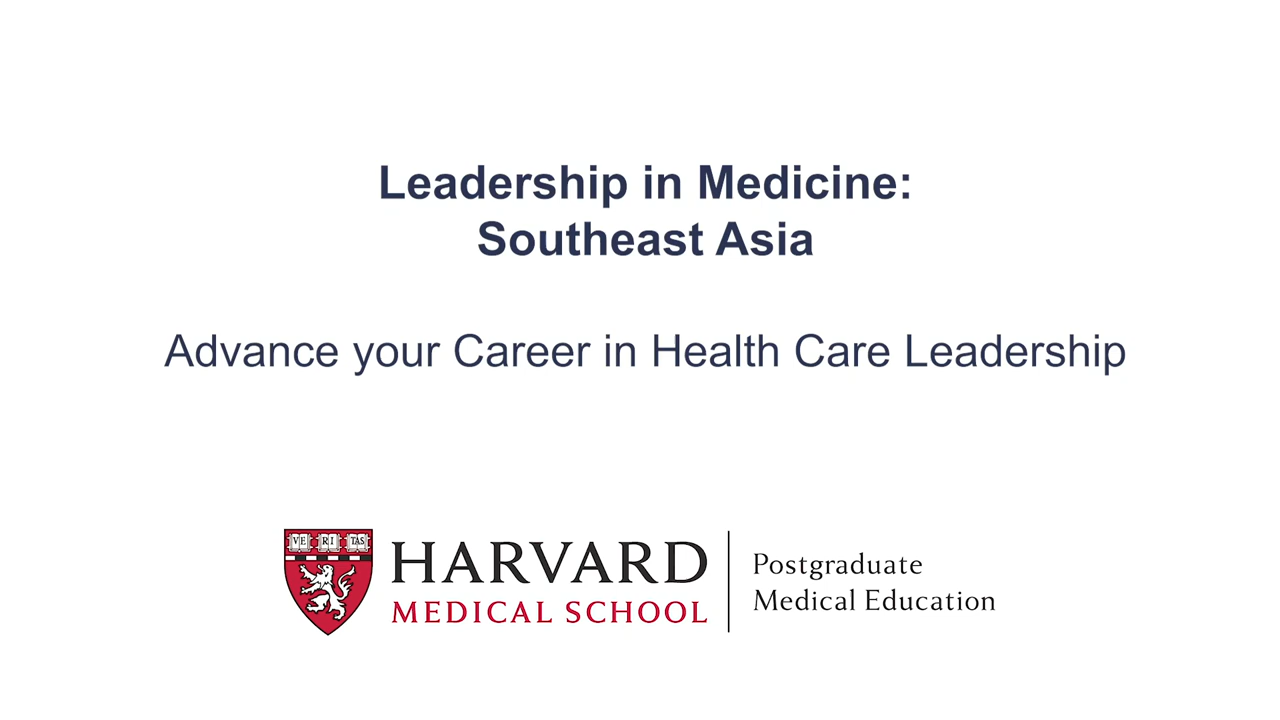 Leadership in Medicine:
Southeast Asia
Advance your Career in Health Care Leadership
VE RI TAS
HARVARD
MEDICAL SCHOOL
Postgraduate
Medical Education